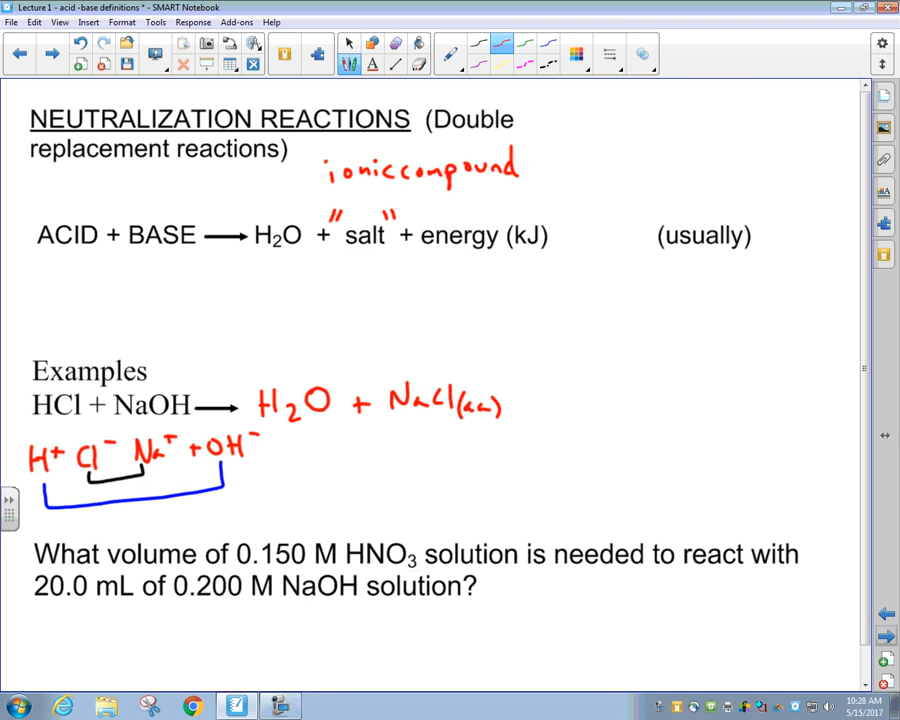 Lecture 1 - acid -base definitions * - SMART Notebook
File Edit View Insert Format Tools Response Add-ons Help
NEUTRALIZATION REACTIONS (Double
replacement reactions)
ionic compound
ACID + BASE ⟶ H₂O + "salt" + energy (kJ) (usually)
Examples
HCl + NaOH ⟶ H₂O + NaCl(aq)
H⁺ Cl⁻ Na⁺ + OH⁻
What volume of 0.150 M HNO₃ solution is needed to react with
20.0 mL of 0.200 M NaOH solution?
10:28 AM
5/15/2017